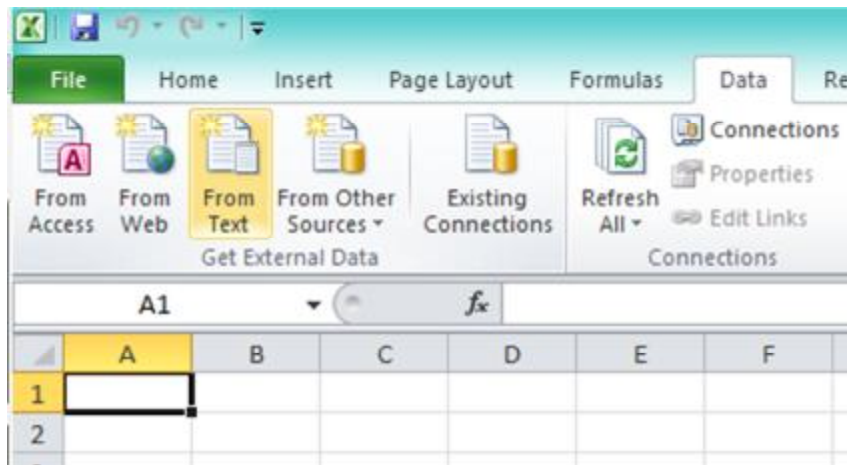 File Home Insert Page Layout Formulas Data Re
From Access
From Web
From Text
From Other Sources
Existing Connections
Refresh All
Connections
Properties
Edit Links
Get External Data
Connections
A1 fx
A B C D E F
1
2